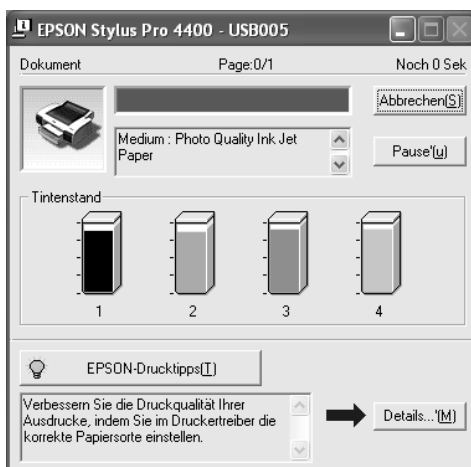 EPSON Stylus Pro 4400 - USB005
Dokument Page:0/1 Noch 0 Sek
Abbrechen(S)
Medium : Photo Quality Ink Jet
Paper
Pause'(u)
Tintenstand
1 2 3 4
EPSON-Drucktipps(T)
Verbessern Sie die Druckqualität Ihrer
Ausdrucke, indem Sie im Druckertreiber die
korrekte Papiersorte einstellen.
Details...'(M)